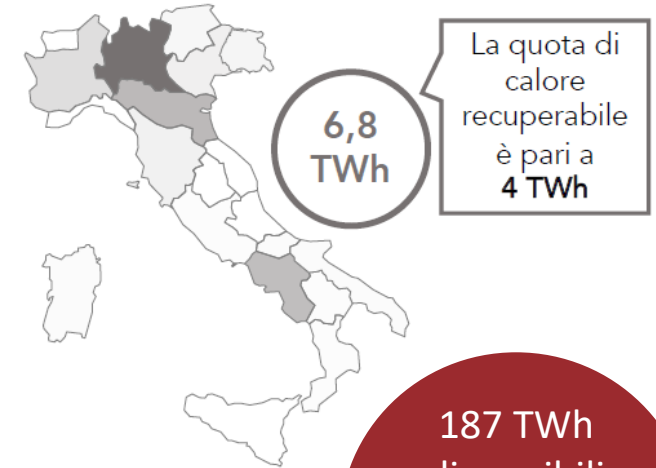 6,8
TWh
La quota di
calore
recuperabile
è pari a
4 TWh
187 TWh